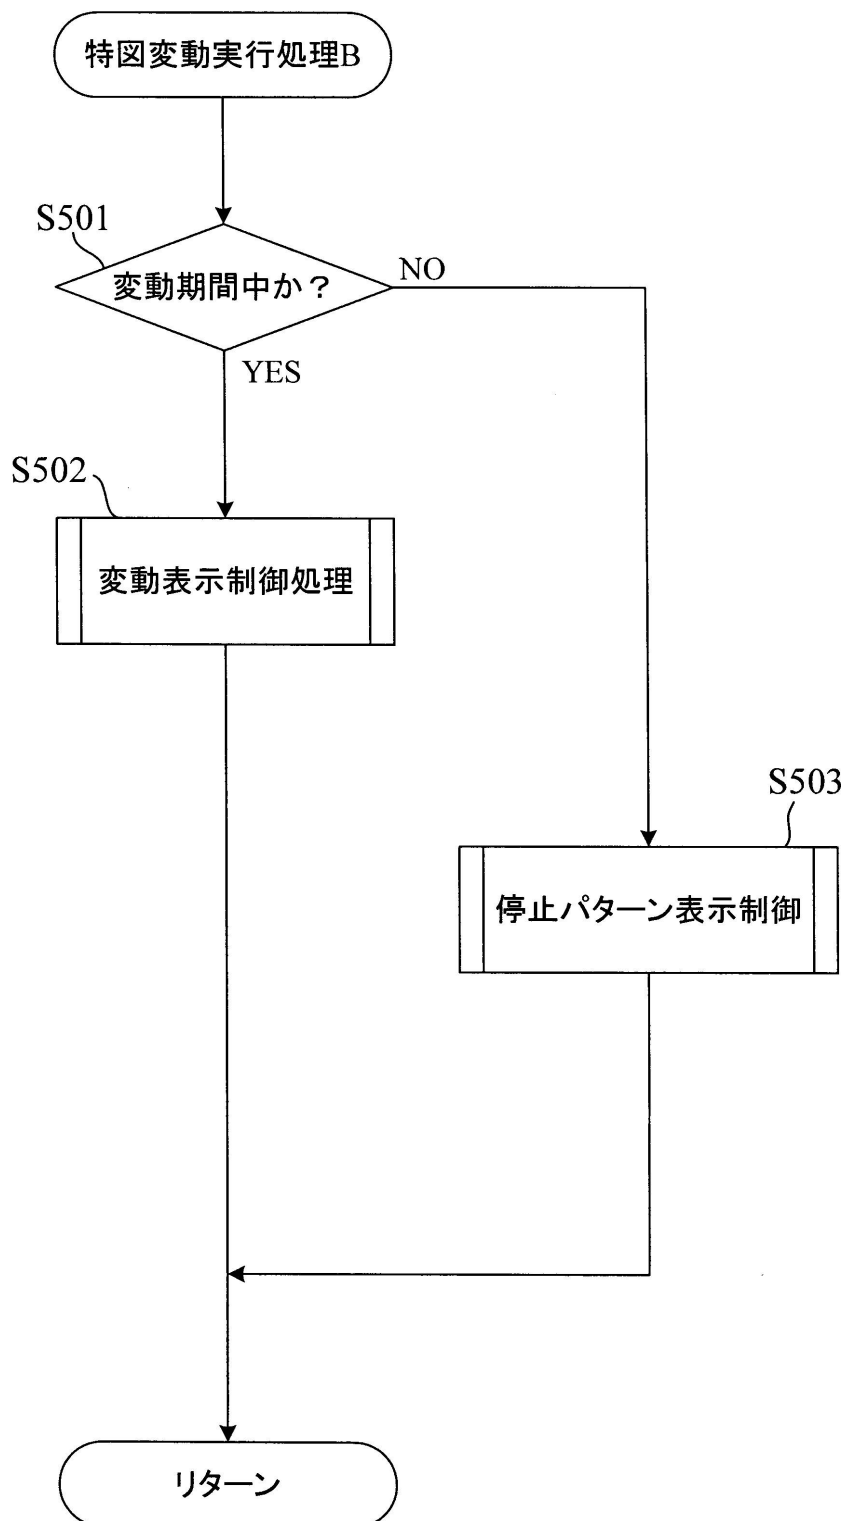 特図変動実行処理B
S501
変動期間中か？
NO
YES
S502
変動表示制御処理
S503
停止パターン表示制御
リターン